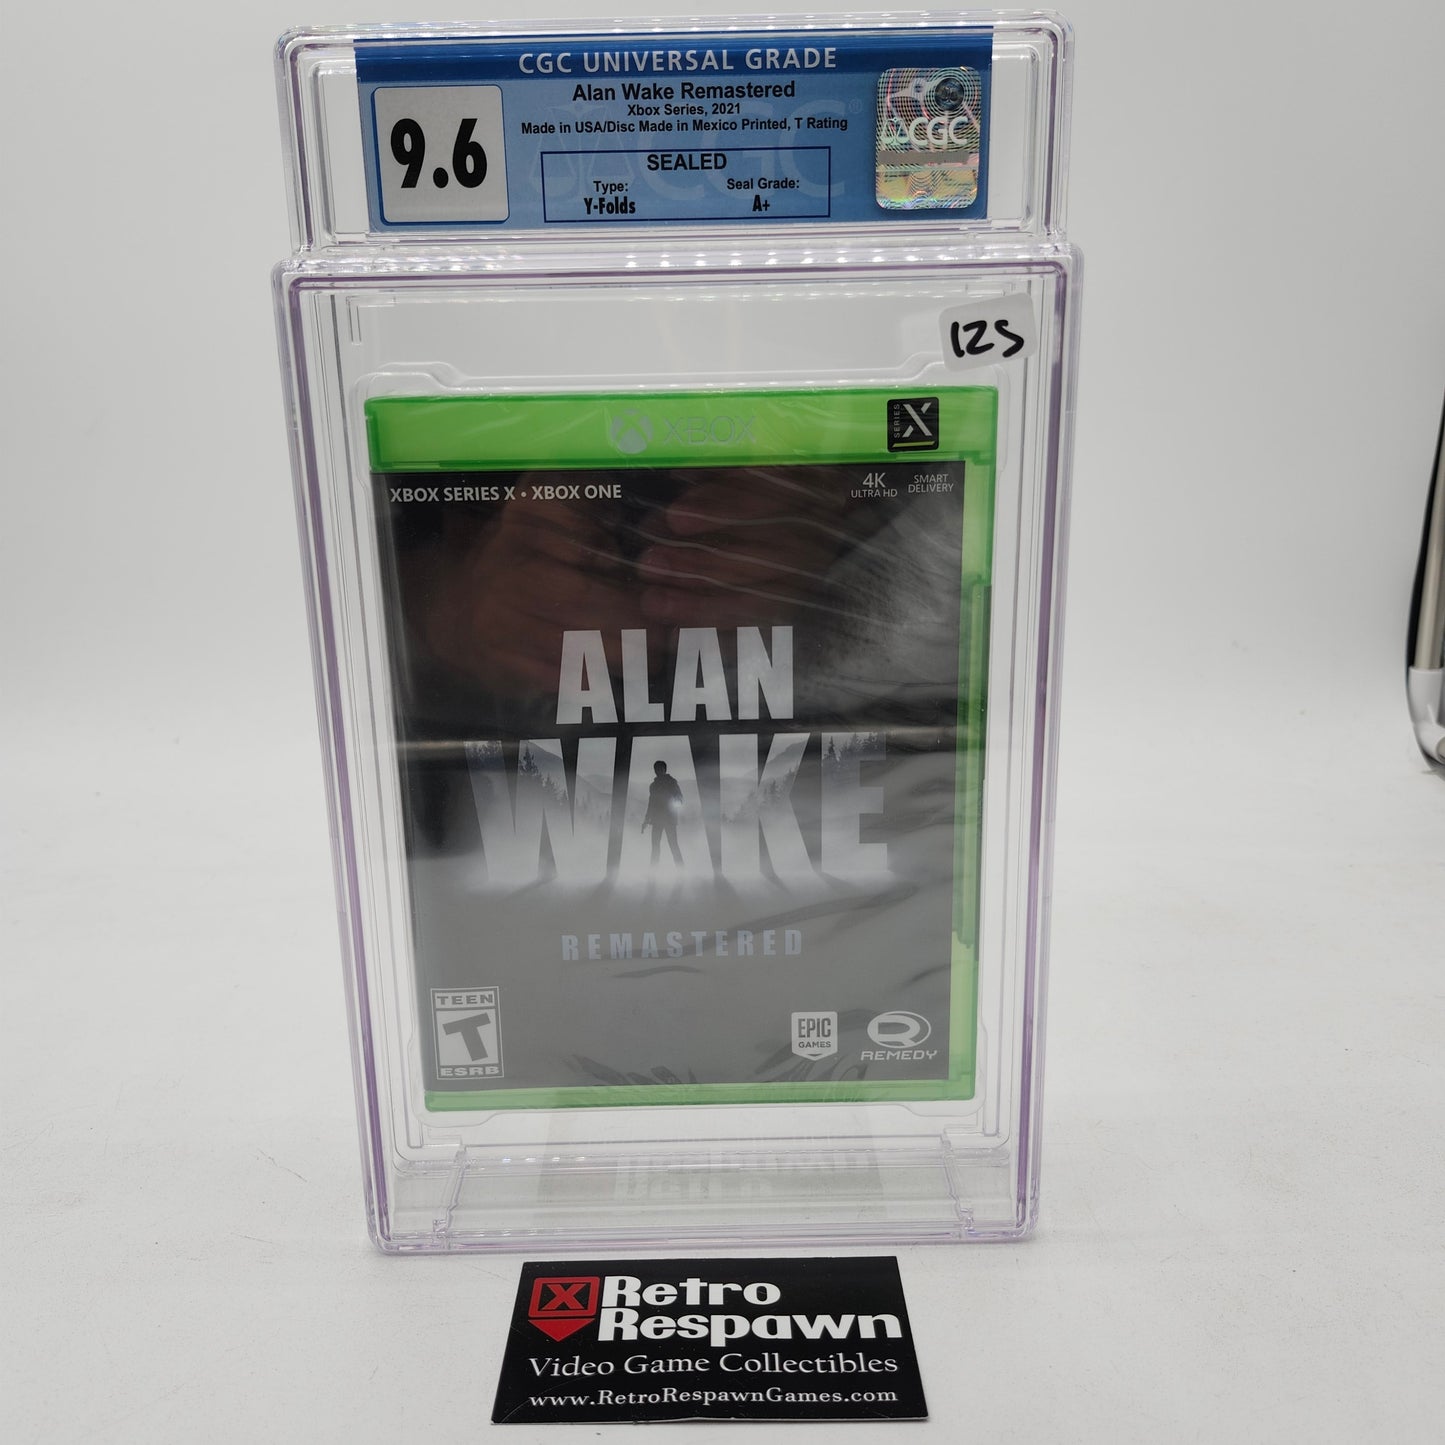 CGC UNIVERSAL GRADE
9.6
Alan Wake Remastered
Xbox Series, 2021
Made in USA/Disc Made in Mexico Printed, T Rating
SEALED
Type: Seal Grade:
Y-Folds A+
CGC
CGC®
125
XBOX
SERIES X
XBOX SERIES X • XBOX ONE
4K ULTRA HD
SMART DELIVERY
ALAN
WAKE
REMASTERED
TEEN
T
ESRB
EPIC
GAMES
REMEDY
Retro
Respawn
Video Game Collectibles
www.RetroRespawnGames.com